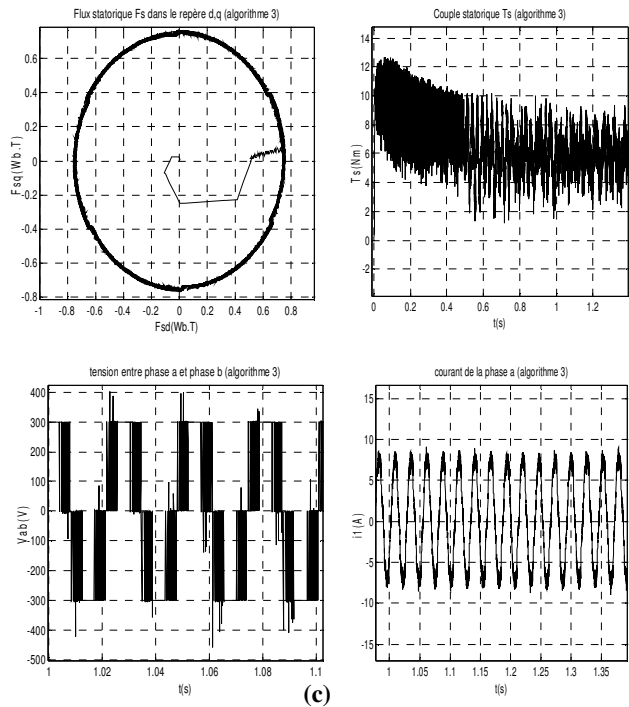 Flux statorique Fs dans le repère d,q (algorithme 3)
0.8
0.6
0.4
0.2
0
-0.2
-0.4
-0.6
-0.8
Fsq(Wb.T)
-1 -0.8 -0.6 -0.4 -0.2 0 0.2 0.4 0.6 0.8
Fsd(Wb.T)
Couple statorique Ts (algorithme 3)
14
12
10
8
6
4
2
0
-2
Ts(Nm)
0 0.2 0.4 0.6 0.8 1 1.2
t(s)
tension entre phase a et phase b (algorithme 3)
400
300
200
100
0
-100
-200
-300
-400
-500
Vab(V)
1 1.02 1.04 1.06 1.08 1.1
t(s)
courant de la phase a (algorithme 3)
15
10
5
0
-5
-10
-15
i1(A)
1 1.05 1.1 1.15 1.2 1.25 1.3 1.35
t(s)
(c)